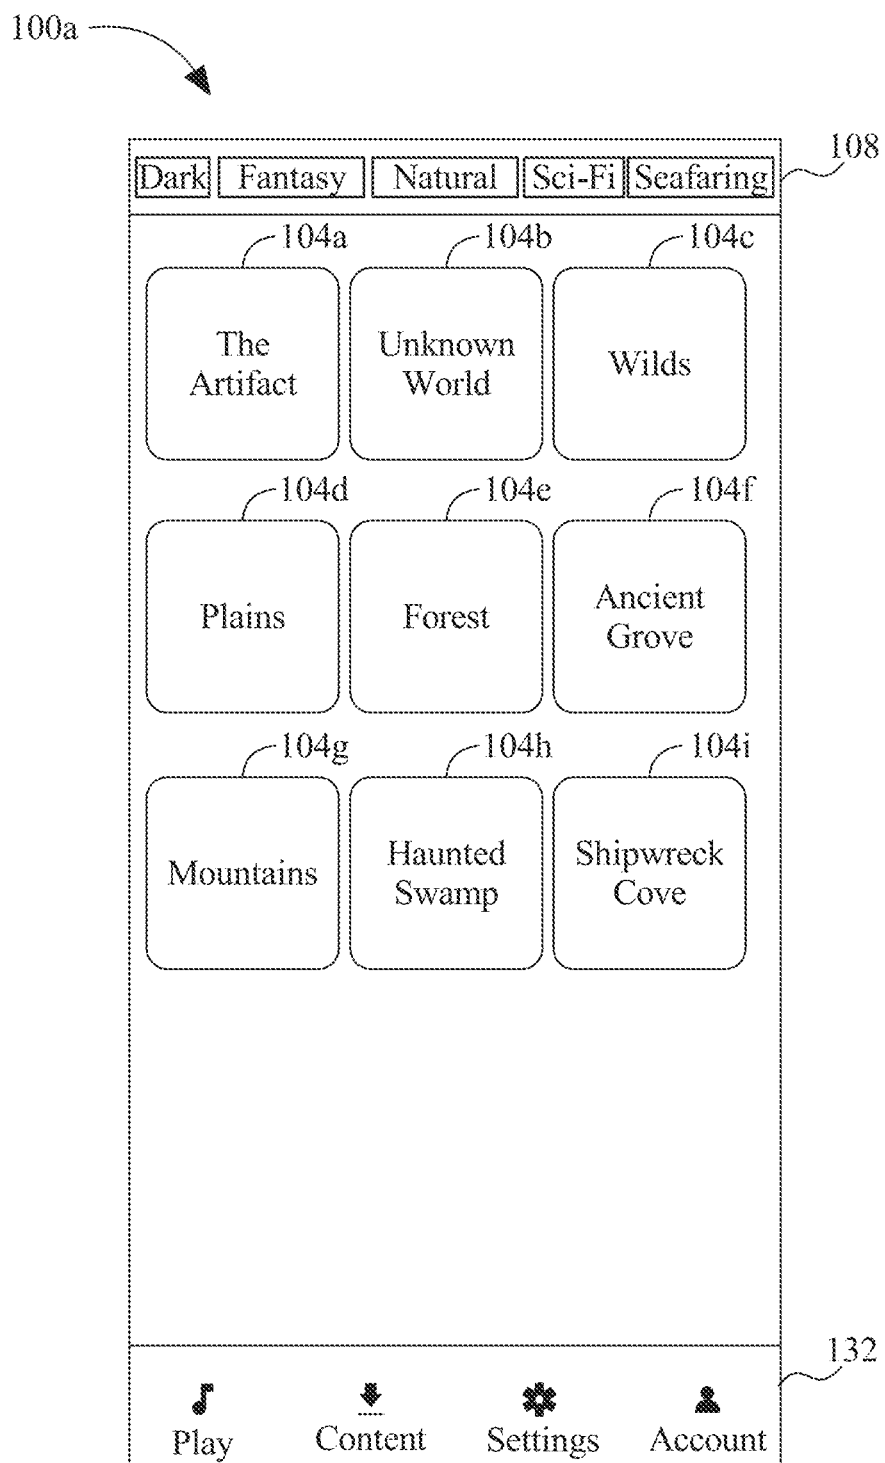 100a
108
Dark Fantasy Natural Sci-Fi Seafaring
104a 104b 104c
The Artifact
Unknown World
Wilds
104d 104e 104f
Plains
Forest
Ancient Grove
104g 104h 104i
Mountains
Haunted Swamp
Shipwreck Cove
132
Play Content Settings Account